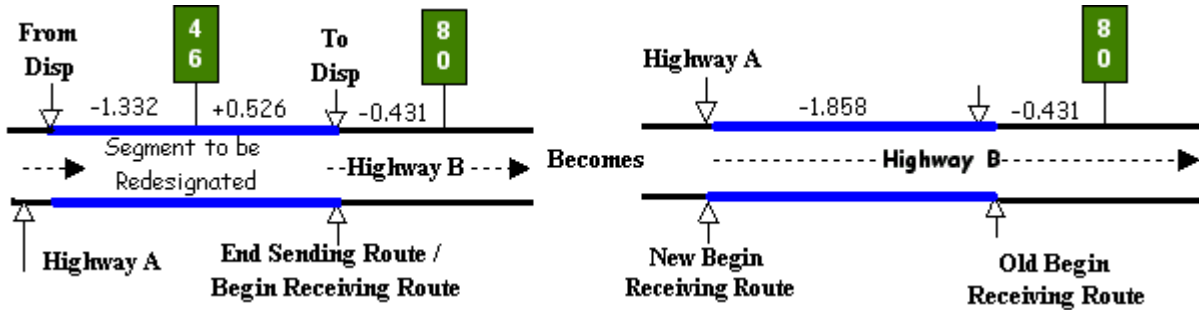 From
Disp
4
6
To
Disp
8
0
-1.332
+0.526
-0.431
Segment to be
Redesignated
Highway B
Highway A
End Sending Route /
Begin Receiving Route
Becomes
Highway A
8
0
-1.858
-0.431
Highway B
New Begin
Receiving Route
Old Begin
Receiving Route